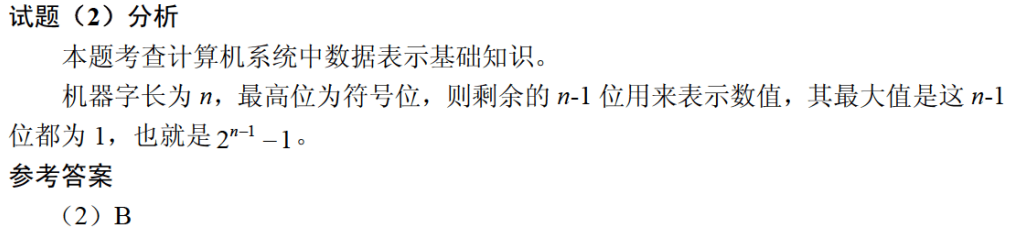 试题（2）分析
本题考查计算机系统中数据表示基础知识。
机器字长为 n，最高位为符号位，则剩余的 n-1 位用来表示数值，其最大值是这 n-1
位都为 1，也就是 2ⁿ⁻¹ – 1。
参考答案
（2）B